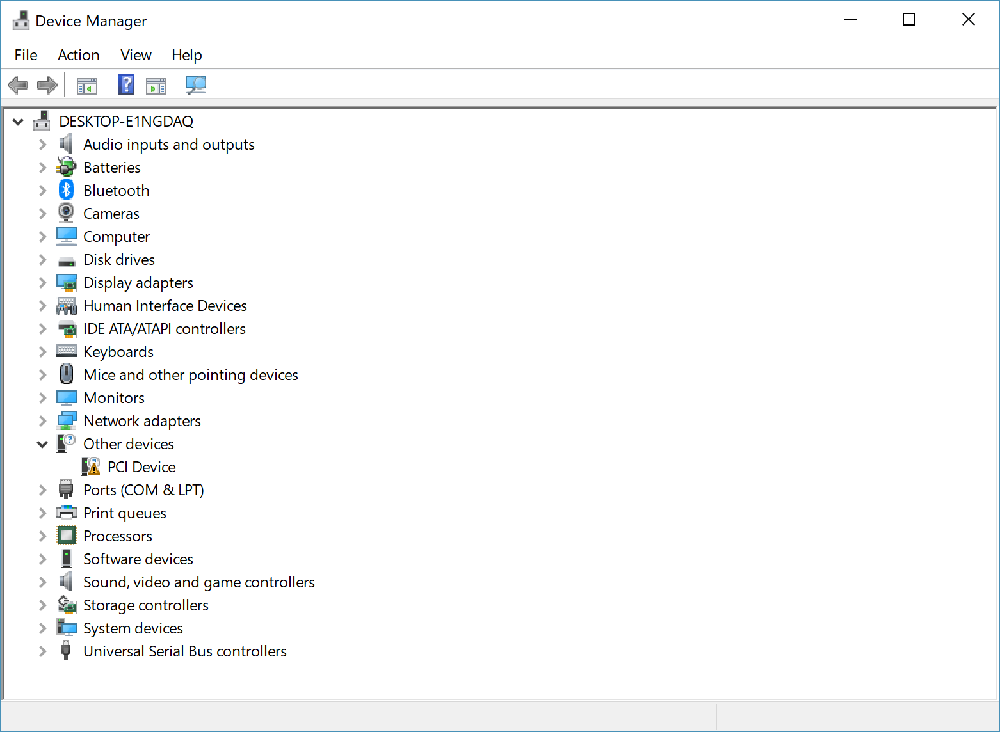 Device Manager
File Action View Help
DESKTOP-E1NGDAQ
Audio inputs and outputs
Batteries
Bluetooth
Cameras
Computer
Disk drives
Display adapters
Human Interface Devices
IDE ATA/ATAPI controllers
Keyboards
Mice and other pointing devices
Monitors
Network adapters
Other devices
PCI Device
Ports (COM & LPT)
Print queues
Processors
Software devices
Sound, video and game controllers
Storage controllers
System devices
Universal Serial Bus controllers